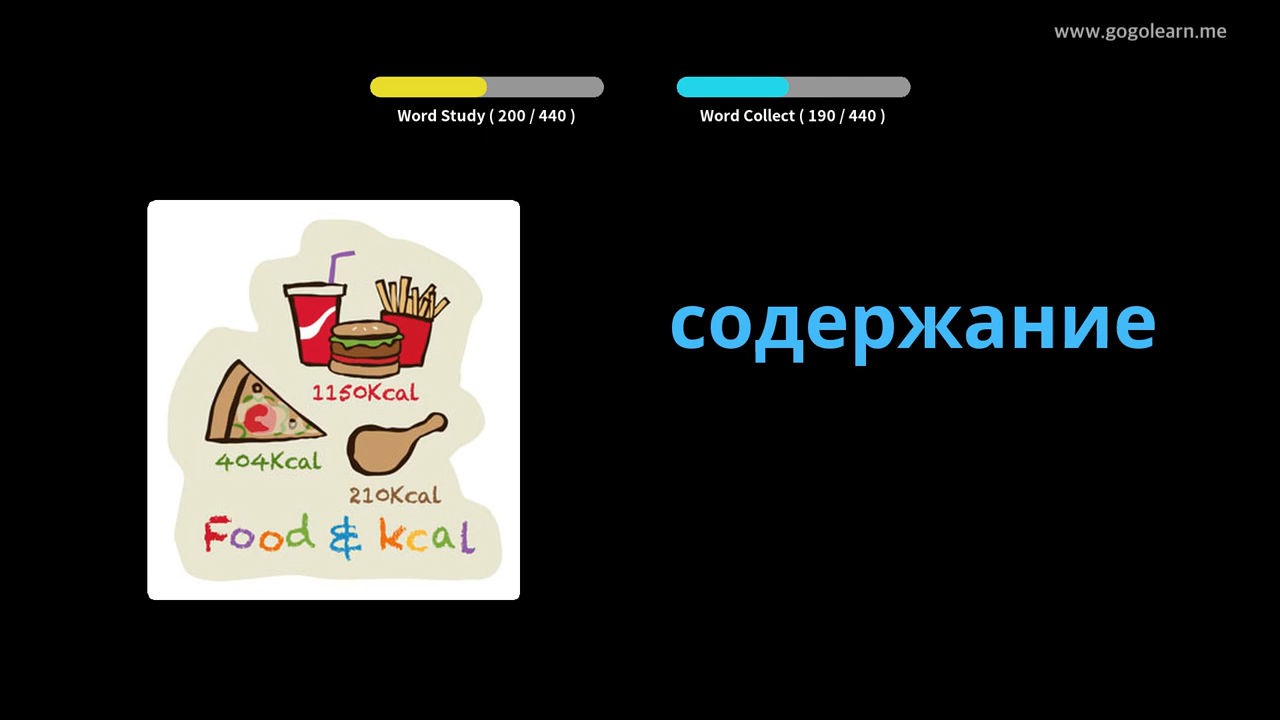 www.gogolearn.me
Word Study ( 200 / 440 )
Word Collect ( 190 / 440 )
содержание
1150Kcal
404Kcal
210Kcal
Food & kcal